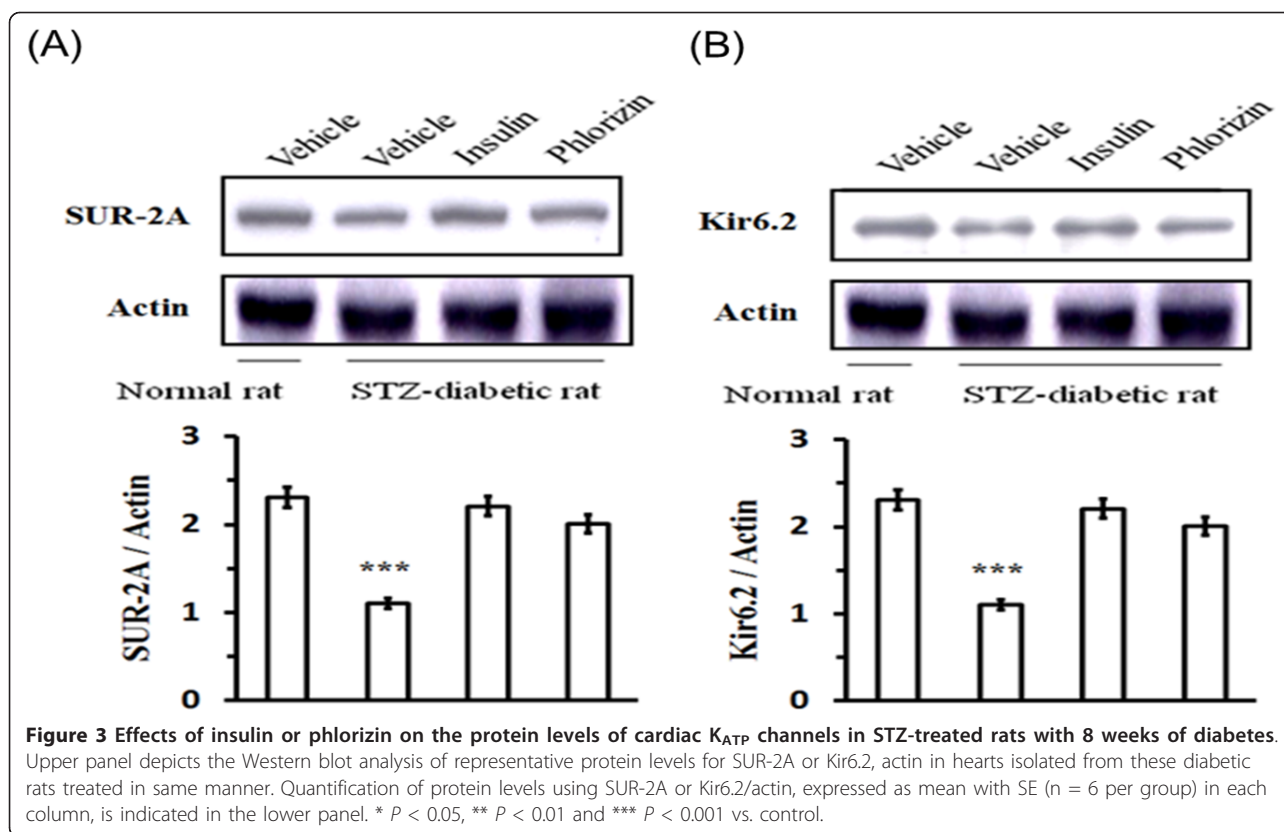 (A)
Vehicle Vehicle Insulin Phlorizin
SUR-2A
Actin
Normal rat STZ-diabetic rat
3
2
1
0
SUR-2A / Actin
***
(B)
Vehicle Vehicle Insulin Phlorizin
Kir6.2
Actin
Normal rat STZ-diabetic rat
3
2
1
0
Kir6.2 / Actin
***
Figure 3 Effects of insulin or phlorizin on the protein levels of cardiac K_ATP channels in STZ-treated rats with 8 weeks of diabetes.
Upper panel depicts the Western blot analysis of representative protein levels for SUR-2A or Kir6.2, actin in hearts isolated from these diabetic
rats treated in same manner. Quantification of protein levels using SUR-2A or Kir6.2/actin, expressed as mean with SE (n = 6 per group) in each
column, is indicated in the lower panel. * P < 0.05, ** P < 0.01 and *** P < 0.001 vs. control.